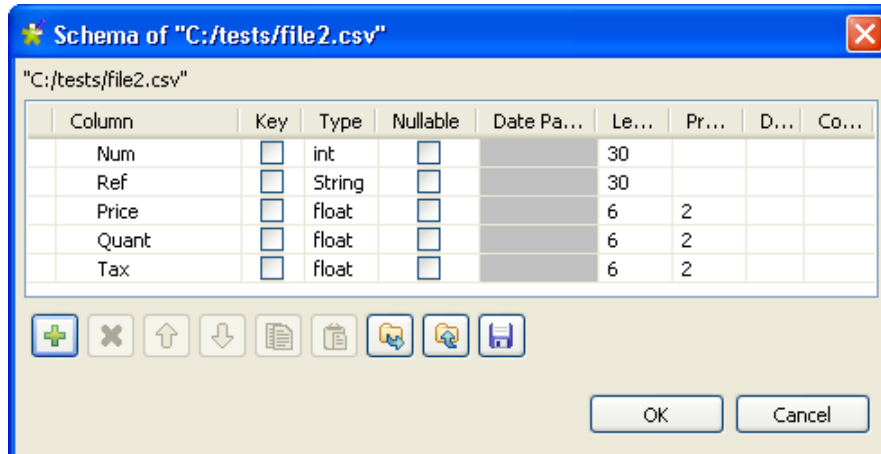 Schema of "C:/tests/file2.csv"
"C:/tests/file2.csv"
Column Key Type Nullable Date Pa... Le... Pr... D... Co...
Num int 30
Ref String 30
Price float 6 2
Quant float 6 2
Tax float 6 2
OK Cancel